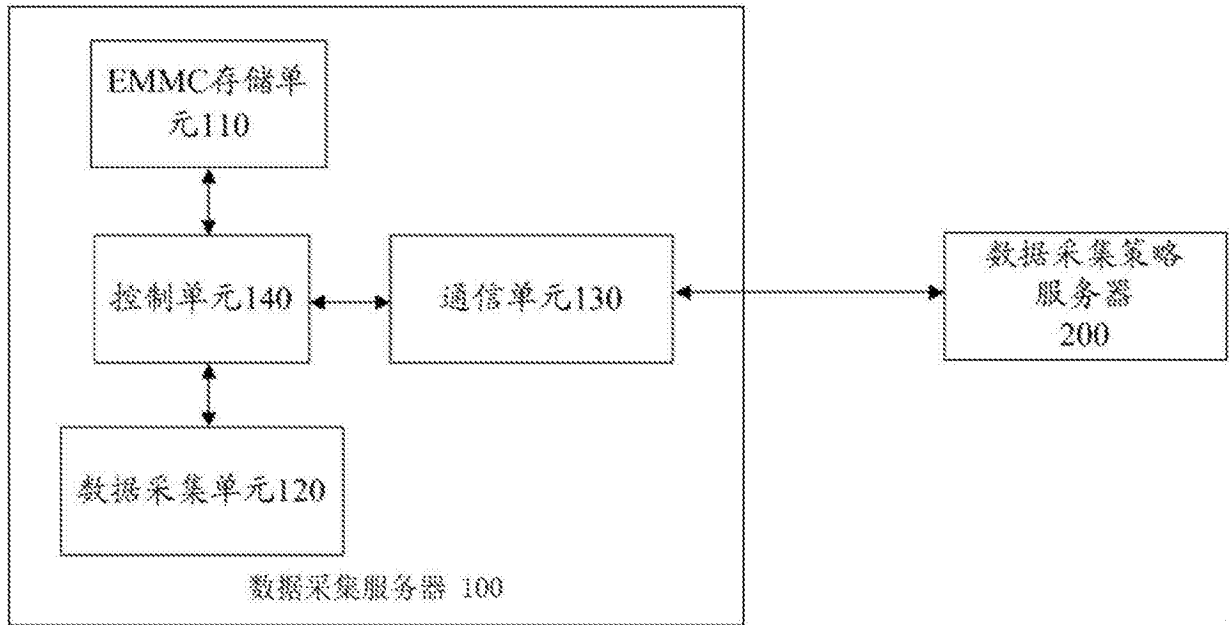 EMMC存储单
元110
控制单元140
通信单元130
数据采集策略
服务器
200
数据采集单元120
数据采集服务器 100